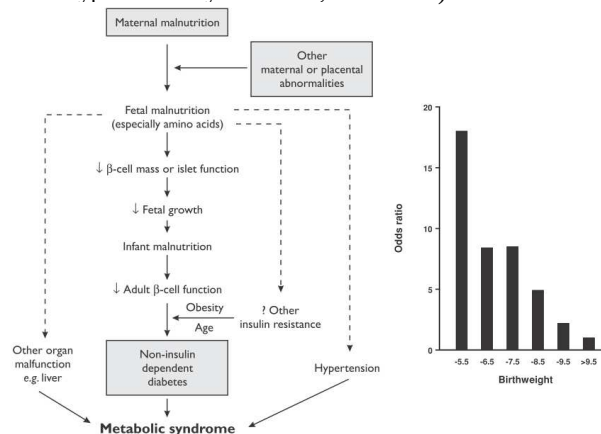 Maternal malnutrition
Other
maternal or placental
abnormalities
Fetal malnutrition
(especially amino acids)
↓ β-cell mass or islet function
↓ Fetal growth
Infant malnutrition
↓ Adult β-cell function
Obesity
Age
? Other
insulin resistance
Other organ
malfunction
e.g. liver
Non-insulin
dependent
diabetes
Hypertension
Metabolic syndrome
20
15
10
5
0
Odds ratio
-5.5 -6.5 -7.5 -8.5 -9.5 >9.5
Birthweight